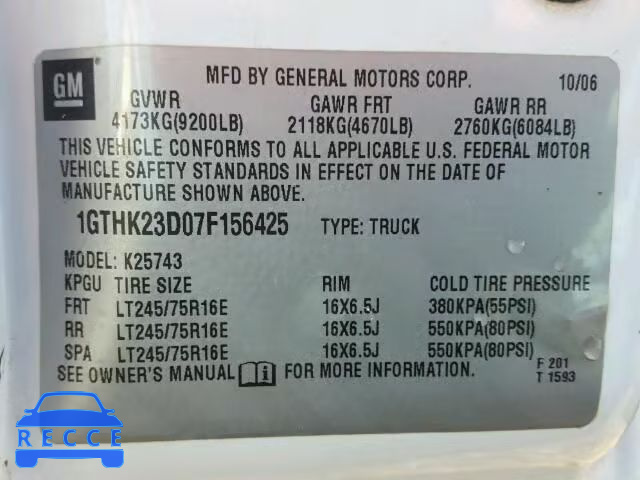 GM
MFD BY GENERAL MOTORS CORP. 10/06
GVWR GAWR FRT GAWR RR
4173KG(9200LB) 2118KG(4670LB) 2760KG(6084LB)
THIS VEHICLE CONFORMS TO ALL APPLICABLE U.S. FEDERAL MOTOR
VEHICLE SAFETY STANDARDS IN EFFECT ON THE DATE OF
MANUFACTURE SHOWN ABOVE.
1GTHK23D07F156425 TYPE: TRUCK
MODEL: K25743
KPGU TIRE SIZE RIM COLD TIRE PRESSURE
FRT LT245/75R16E 16X6.5J 380KPA(55PSI)
RR LT245/75R16E 16X6.5J 550KPA(80PSI)
SPA LT245/75R16E 16X6.5J 550KPA(80PSI)
SEE OWNER'S MANUAL i FOR MORE INFORMATION. F 201
T 1593
RECCE